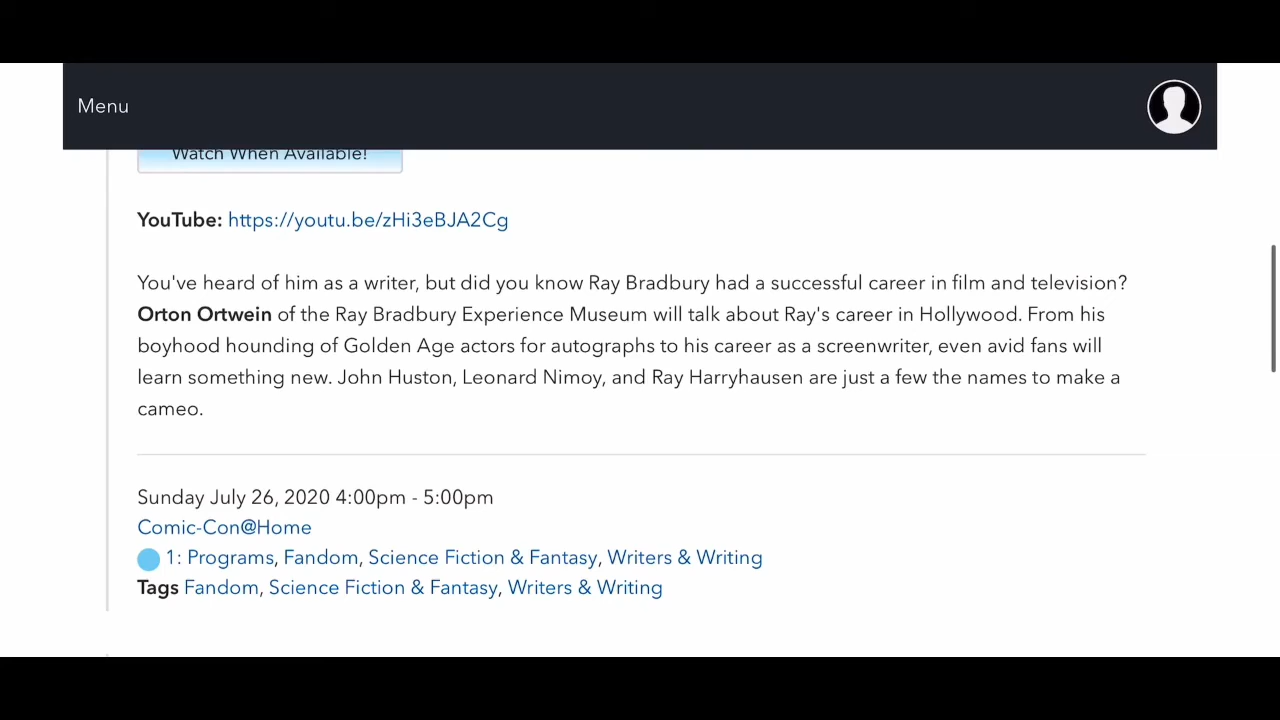 Menu
Watch When Available!
YouTube: https://youtu.be/zHi3eBJA2Cg
You've heard of him as a writer, but did you know Ray Bradbury had a successful career in film and television?
Orton Ortwein of the Ray Bradbury Experience Museum will talk about Ray's career in Hollywood. From his
boyhood hounding of Golden Age actors for autographs to his career as a screenwriter, even avid fans will
learn something new. John Huston, Leonard Nimoy, and Ray Harryhausen are just a few the names to make a
cameo.
Sunday July 26, 2020 4:00pm - 5:00pm
Comic-Con@Home
1: Programs, Fandom, Science Fiction & Fantasy, Writers & Writing
Tags Fandom, Science Fiction & Fantasy, Writers & Writing